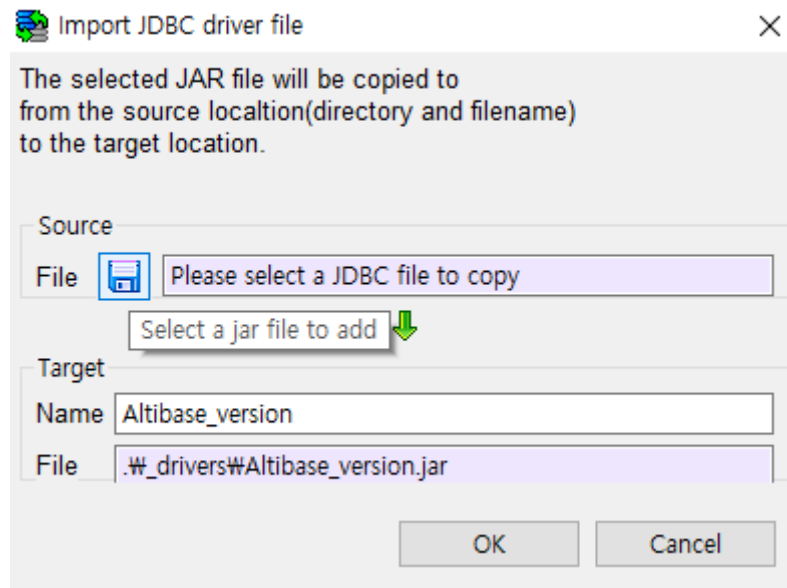 Import JDBC driver file
The selected JAR file will be copied to
from the source localtion(directory and filename)
to the target location.
Source
File Please select a JDBC file to copy
Select a jar file to add
Target
Name Altibase_version
File .₩_drivers₩Altibase_version.jar
OK Cancel